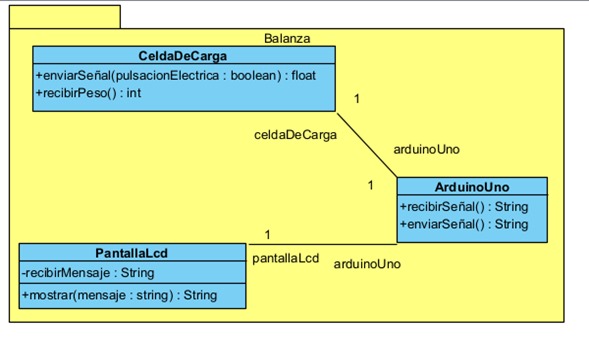 Balanza
CeldaDeCarga
+enviarSeñal(pulsacionElectrica : boolean) : float
+recibirPeso() : int
1
celdaDeCarga
arduinoUno
1
ArduinoUno
+recibirSeñal() : String
+enviarSeñal() : String
1
pantallaLcd
arduinoUno
PantallaLcd
-recibirMensaje : String
+mostrar(mensaje : string) : String